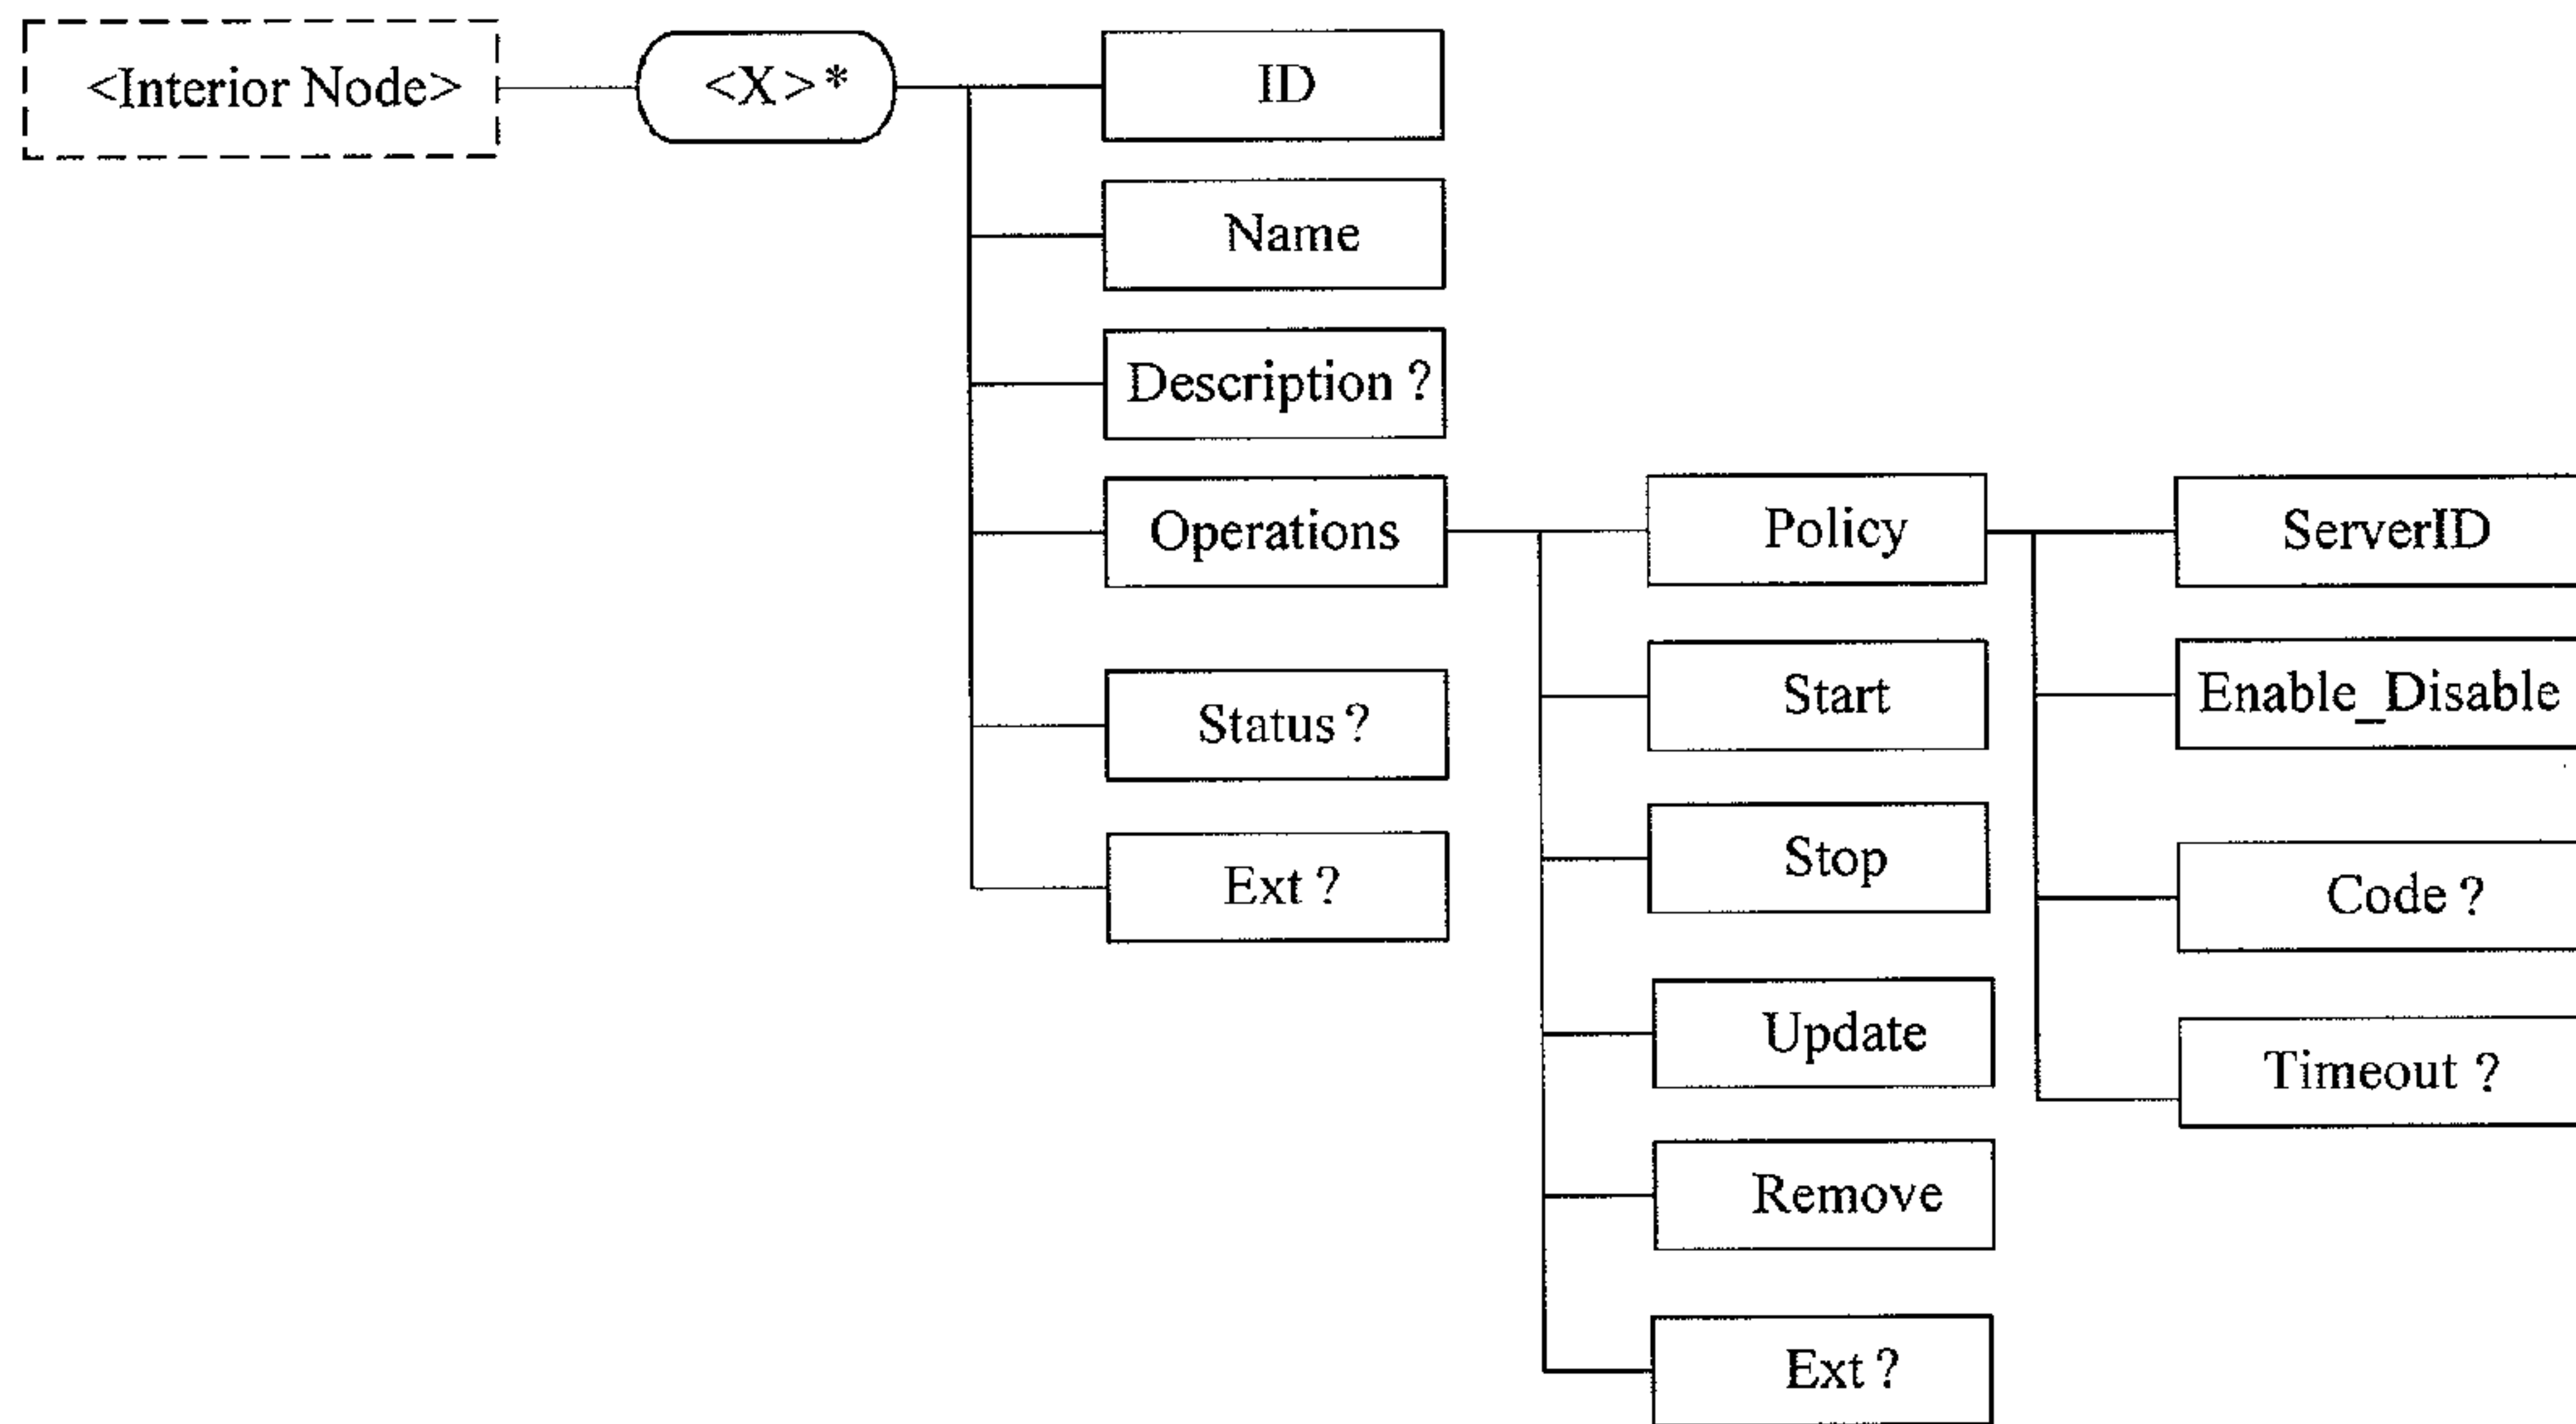 <Interior Node>
<X>*
ID
Name
Description ?
Operations
Status ?
Ext ?
Policy
Start
Stop
Update
Remove
Ext ?
ServerID
Enable_Disable
Code ?
Timeout ?